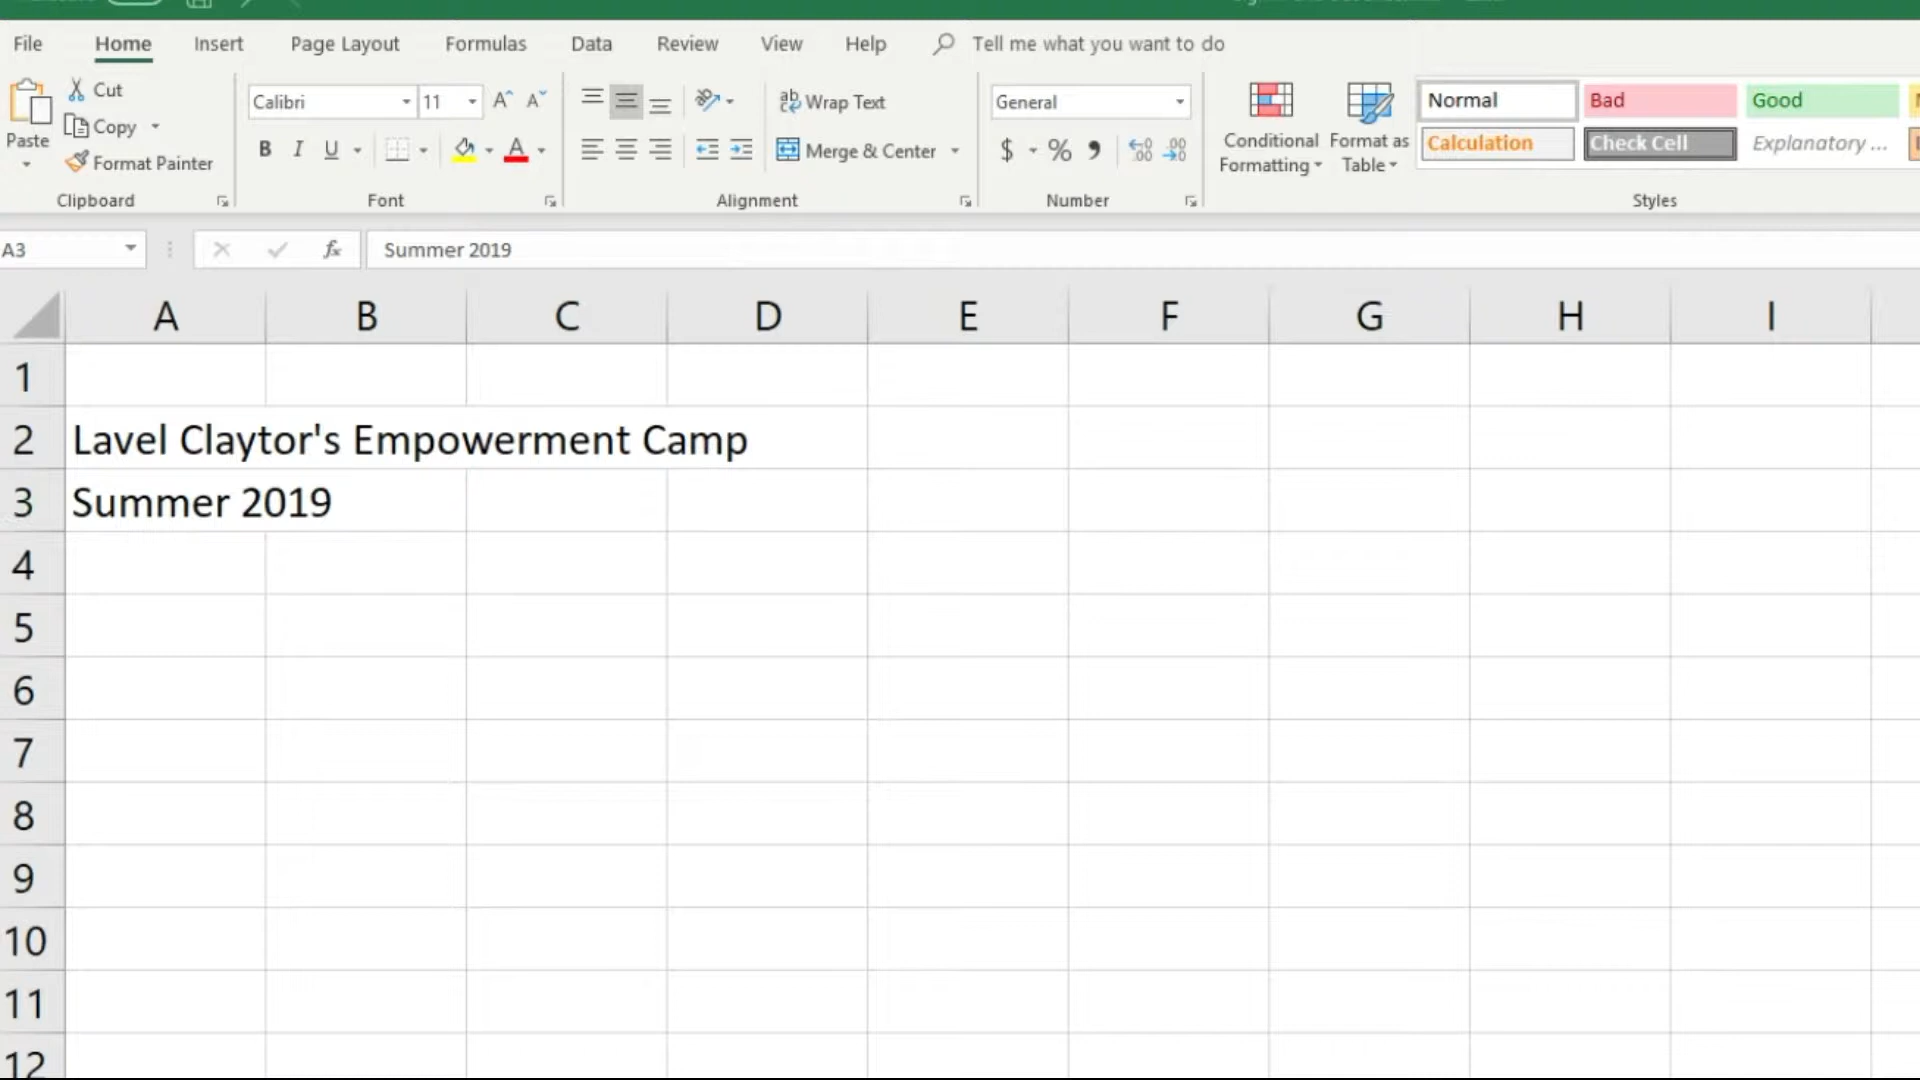 File Home Insert Page Layout Formulas Data Review View Help Tell me what you want to do
Paste
Cut
Copy
Format Painter
Clipboard
Calibri 11
B I U
Font
Wrap Text
Merge & Center
Alignment
General
$ %
Number
Conditional Formatting
Format as Table
Normal Bad Good
Calculation Check Cell Explanatory ...
Styles
A3 fx Summer 2019
A B C D E F G H I
1
2 Lavel Claytor's Empowerment Camp
3 Summer 2019
4
5
6
7
8
9
10
11
12